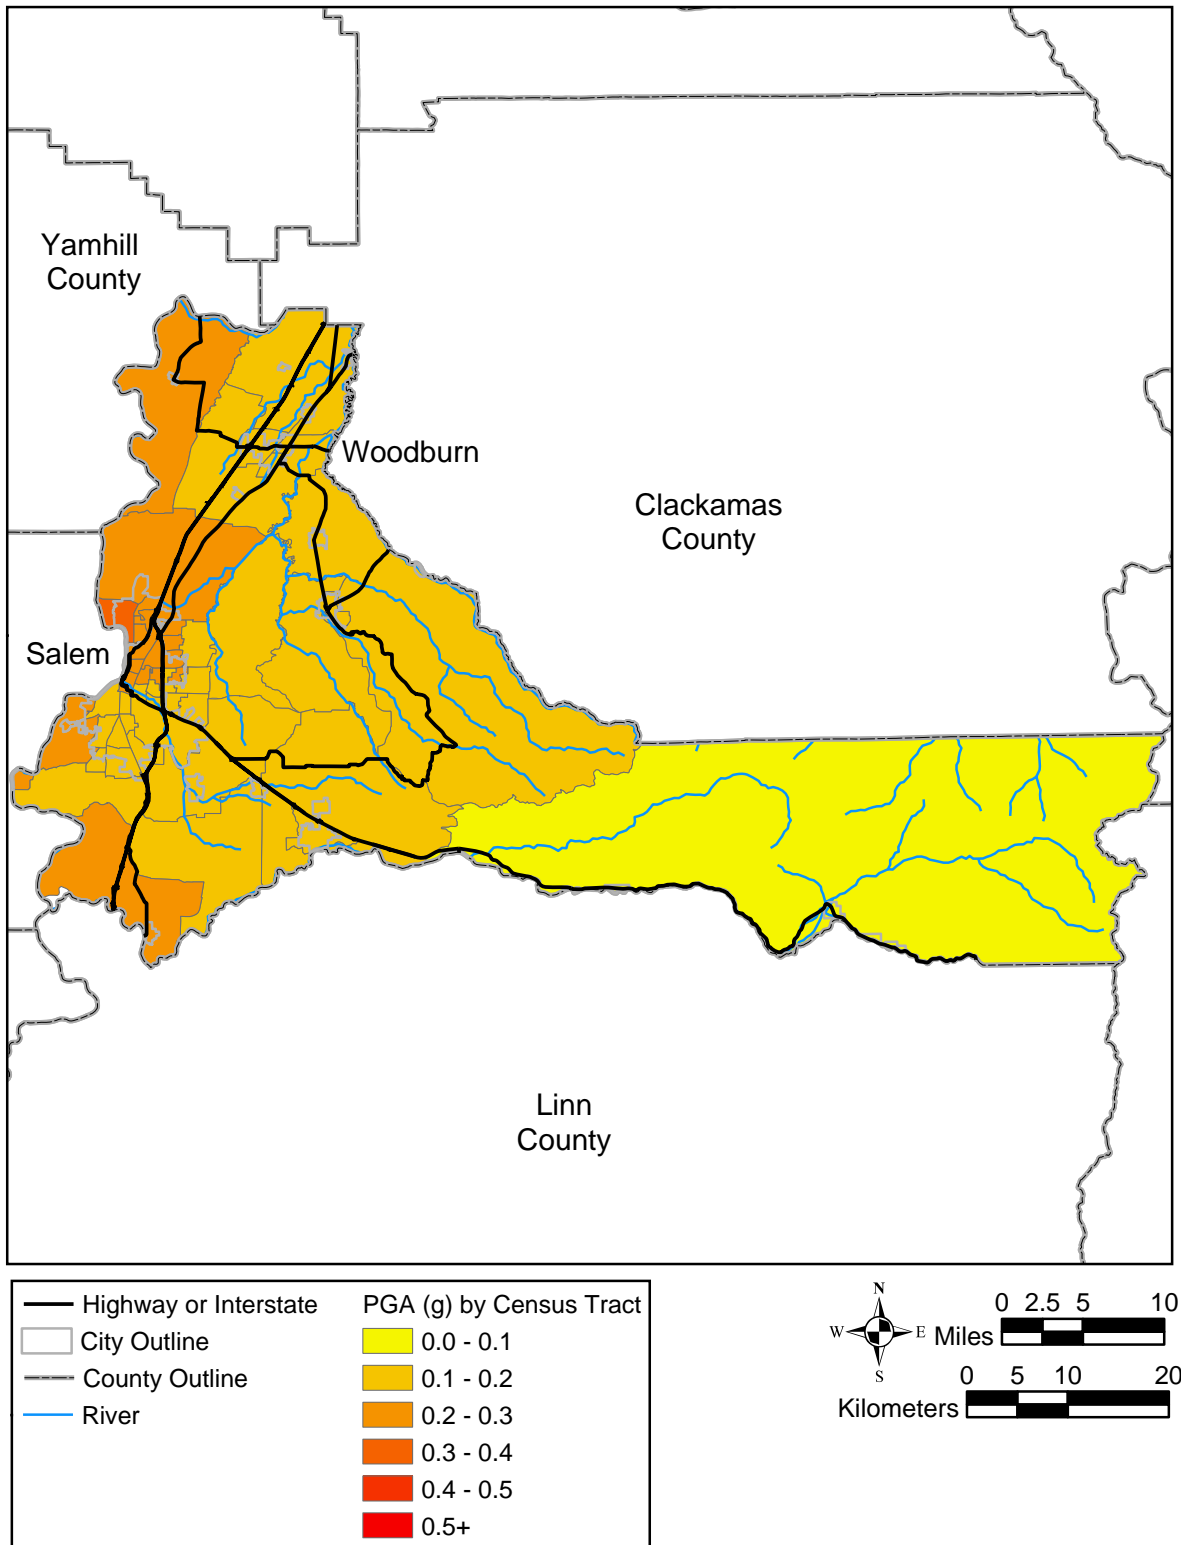 Yamhill
County
Woodburn
Clackamas
County
Salem
Linn
County
Highway or Interstate
City Outline
County Outline
River
PGA (g) by Census Tract
0.0 - 0.1
0.1 - 0.2
0.2 - 0.3
0.3 - 0.4
0.4 - 0.5
0.5+
N
W E
S
0 2.5 5 10
Miles
0 5 10 20
Kilometers